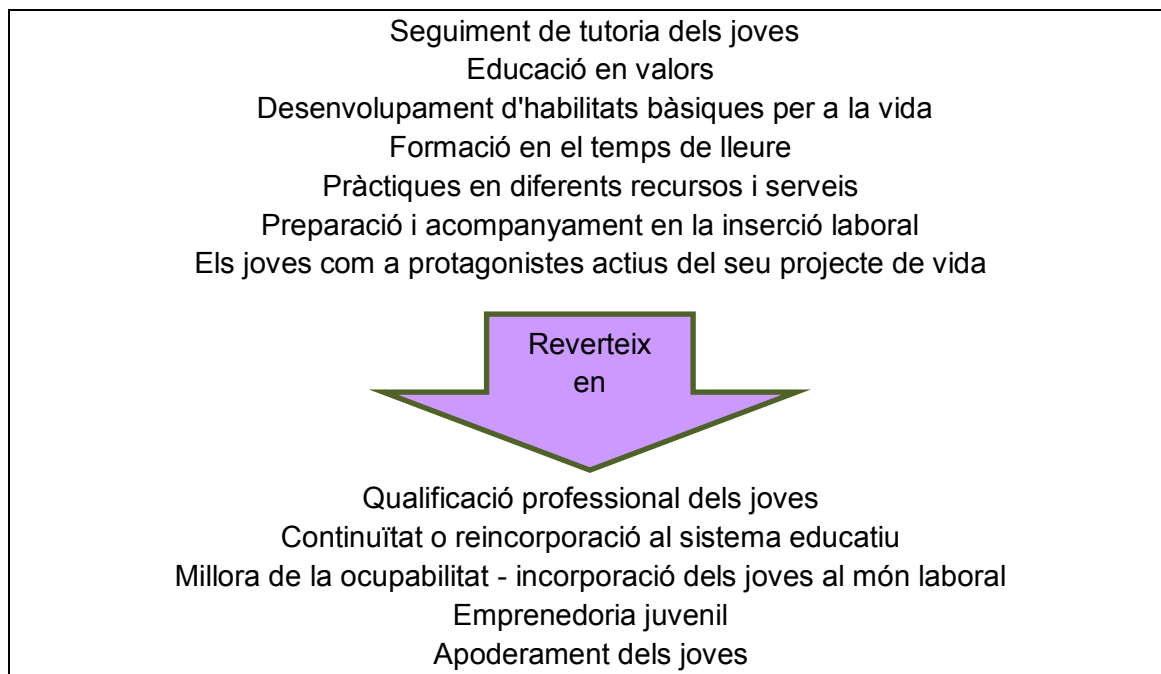 Seguiment de tutoria dels joves
Educació en valors
Desenvolupament d'habilitats bàsiques per a la vida
Formació en el temps de lleure
Pràctiques en diferents recursos i serveis
Preparació i acompanyament en la inserció laboral
Els joves com a protagonistes actius del seu projecte de vida
Reverteix
en
Qualificació professional dels joves
Continuïtat o reincorporació al sistema educatiu
Millora de la ocupabilitat - incorporació dels joves al món laboral
Emprenedoria juvenil
Apoderament dels joves